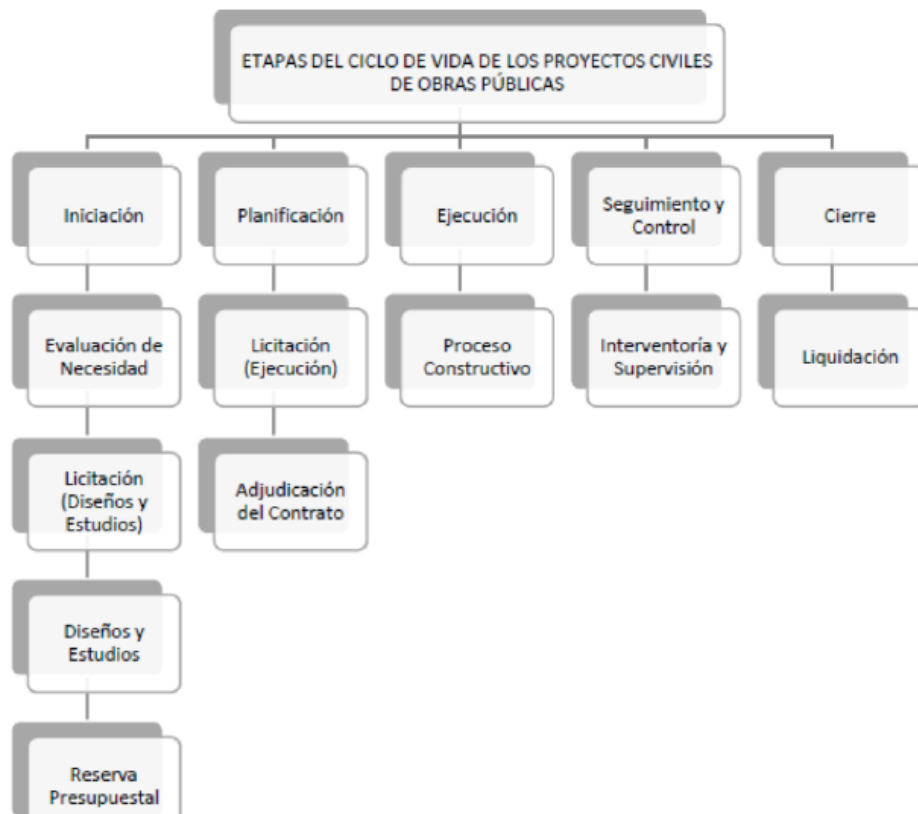 ETAPAS DEL CICLO DE VIDA DE LOS PROYECTOS CIVILES
DE OBRAS PÚBLICAS
Iniciación
Planificación
Ejecución
Seguimiento y
Control
Cierre
Evaluación de
Necesidad
Licitación
(Ejecución)
Proceso
Constructivo
Interventoría y
Supervisión
Liquidación
Licitación
(Diseños y
Estudios)
Adjudicación
del Contrato
Diseños y
Estudios
Reserva
Presupuestal